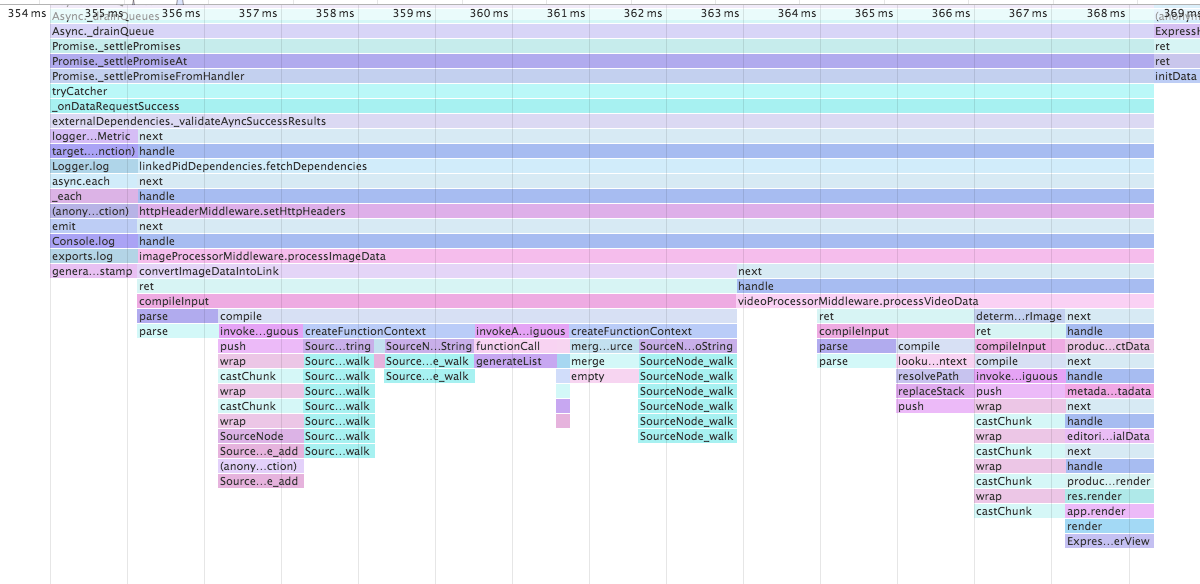 354 ms 355 ms 356 ms 357 ms 358 ms 359 ms 360 ms 361 ms 362 ms 363 ms 364 ms 365 ms 366 ms 367 ms 368 ms 369 ms
Async._drainQueues
Async._drainQueue ExpressH
Promise._settlePromises ret
Promise._settlePromiseAt ret
Promise._settlePromiseFromHandler initData
tryCatcher
_onDataRequestSuccess
externalDependencies._validateAyncSuccessResults
logger...Metric next
target....nction) handle
Logger.log linkedPidDependencies.fetchDependencies
async.each next
_each handle
(anony...ction) httpHeaderMiddleware.setHttpHeaders
emit next
Console.log handle
exports.log imageProcessorMiddleware.processImageData
genera...stamp convertImageDataIntoLink next
ret handle
compileInput videoProcessorMiddleware.processVideoData
parse compile ret determ...rImage next
parse invoke...guous createFunctionContext invokeA...iguous createFunctionContext compileInput ret handle
push Sourc...tring SourceN...String functionCall merg...urce SourceN...oString parse compile compileInput produc...ctData
wrap Sourc...walk Source...e_walk generateList merge SourceNode_walk parse looku...ntext compile next
castChunk Sourc...walk Source...e_walk empty SourceNode_walk resolvePath invoke...iguous handle
wrap Sourc...walk SourceNode_walk replaceStack push metada...tadata
castChunk Sourc...walk SourceNode_walk push wrap next
wrap Sourc...walk SourceNode_walk castChunk handle
SourceNode Sourc...walk SourceNode_walk wrap editori...ialData
Source...e_add Sourc...walk castChunk next
(anony...ction) wrap handle
Source...e_add castChunk produc...render
wrap res.render
castChunk app.render
render
Expres...erView